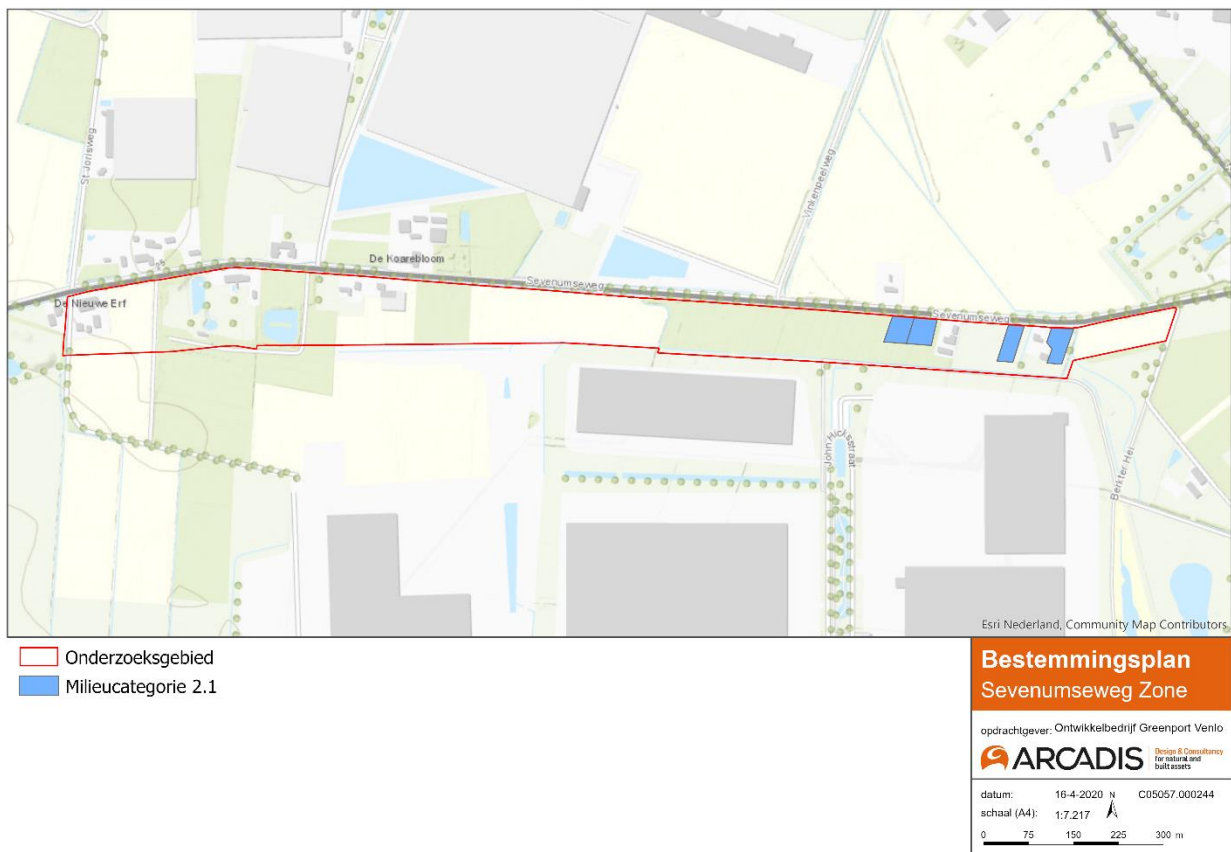 St Jorisweg
Vinkenpeelweg
De Koarebloom
Sevenumseweg
De Nieuwe Erf
Sevenumseweg
John Hicksstraat
Berkter Hei
Esri Nederland, Community Map Contributors
Onderzoeksgebied
Milieucategorie 2.1
Bestemmingsplan
Sevenumseweg Zone
opdrachtgever: Ontwikkelbedrijf Greenport Venlo
ARCADIS
Design & Consultancy
for natural and
built assets
datum: 16-4-2020 N C05057.000244
schaal (A4): 1:7.217
0 75 150 225 300 m